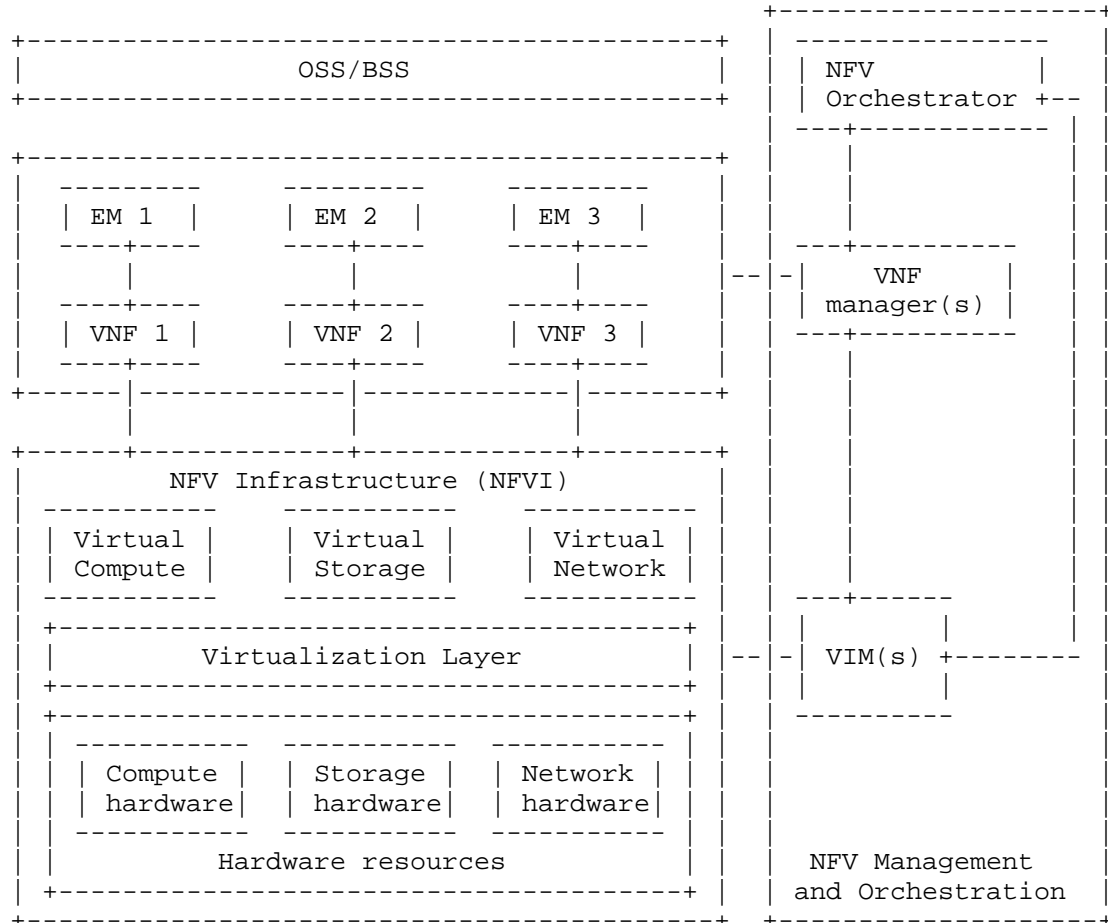 OSS/BSS
NFV
Orchestrator
EM 1 EM 2 EM 3
VNF
manager(s)
VNF 1 VNF 2 VNF 3
NFV Infrastructure (NFVI)
Virtual Virtual Virtual
Compute Storage Network
Virtualization Layer
VIM(s)
Compute Storage Network
hardware hardware hardware
Hardware resources
NFV Management
and Orchestration